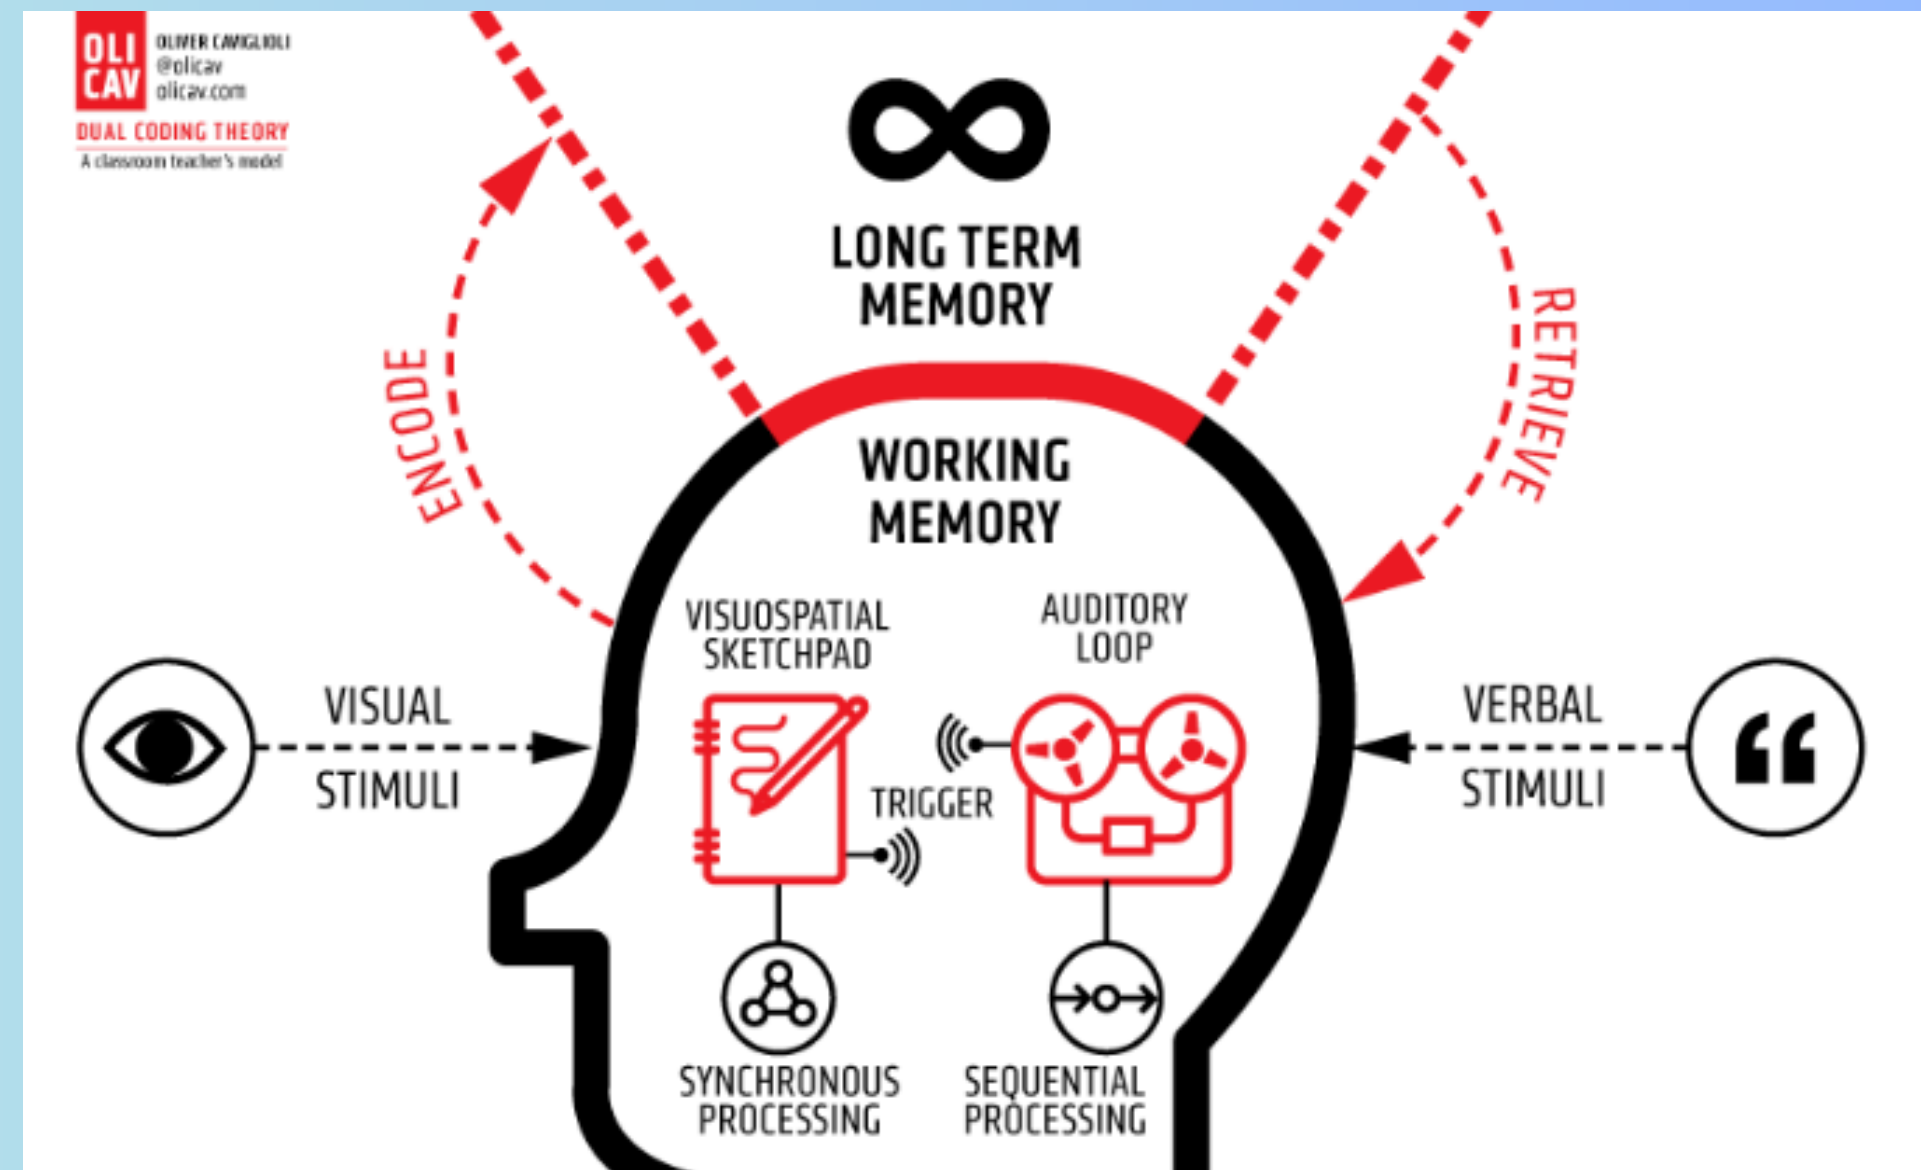 OLI
CAV
OLIVER CAVIGLIOLI
@olicav
olicav.com
DUAL CODING THEORY
A classroom teacher's model
LONG TERM
MEMORY
ENCODE
RETRIEVE
WORKING
MEMORY
VISUOSPATIAL
SKETCHPAD
AUDITORY
LOOP
VISUAL
STIMULI
TRIGGER
VERBAL
STIMULI
SYNCHRONOUS
PROCESSING
SEQUENTIAL
PROCESSING